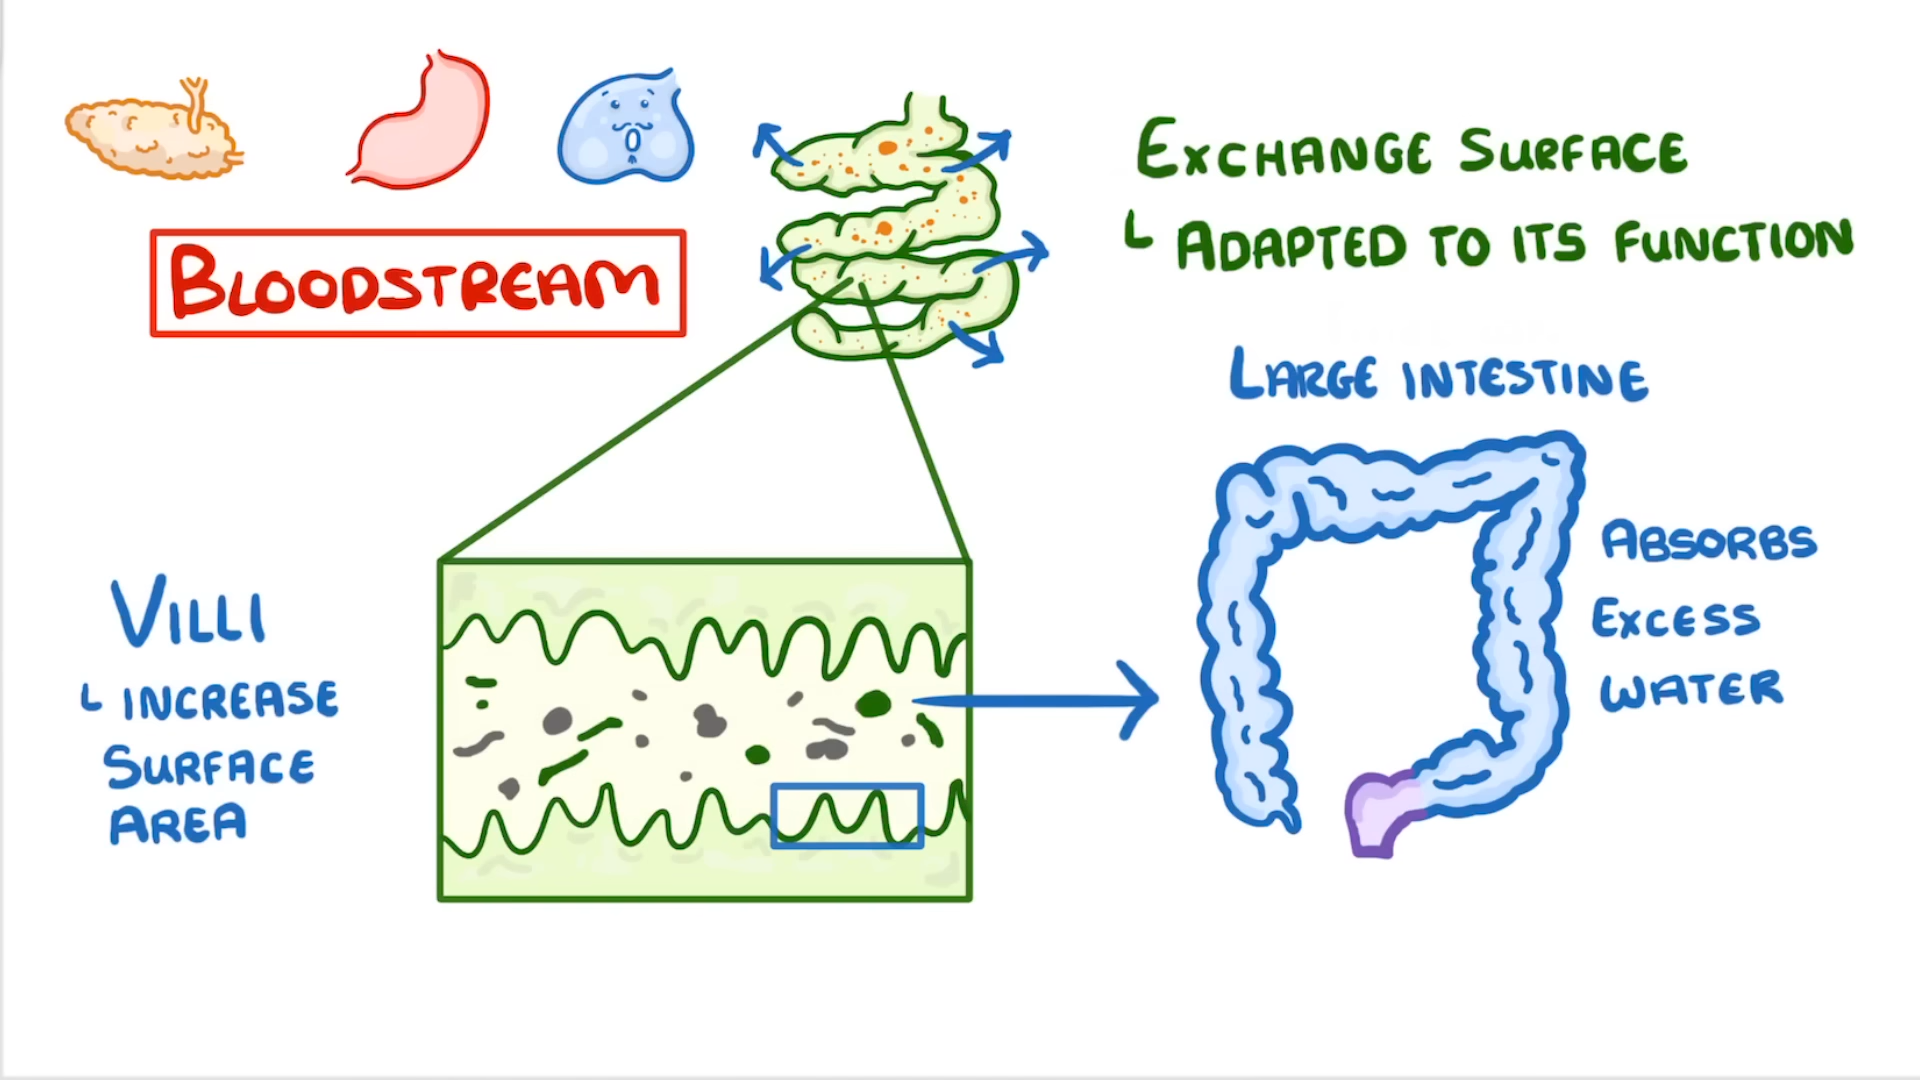 EXCHANGE SURFACE
└ ADAPTED TO ITS FUNCTION
BLOODSTREAM
LARGE INTESTINE
ABSORBS
EXCESS
WATER
VILLI
└ INCREASE
SURFACE
AREA